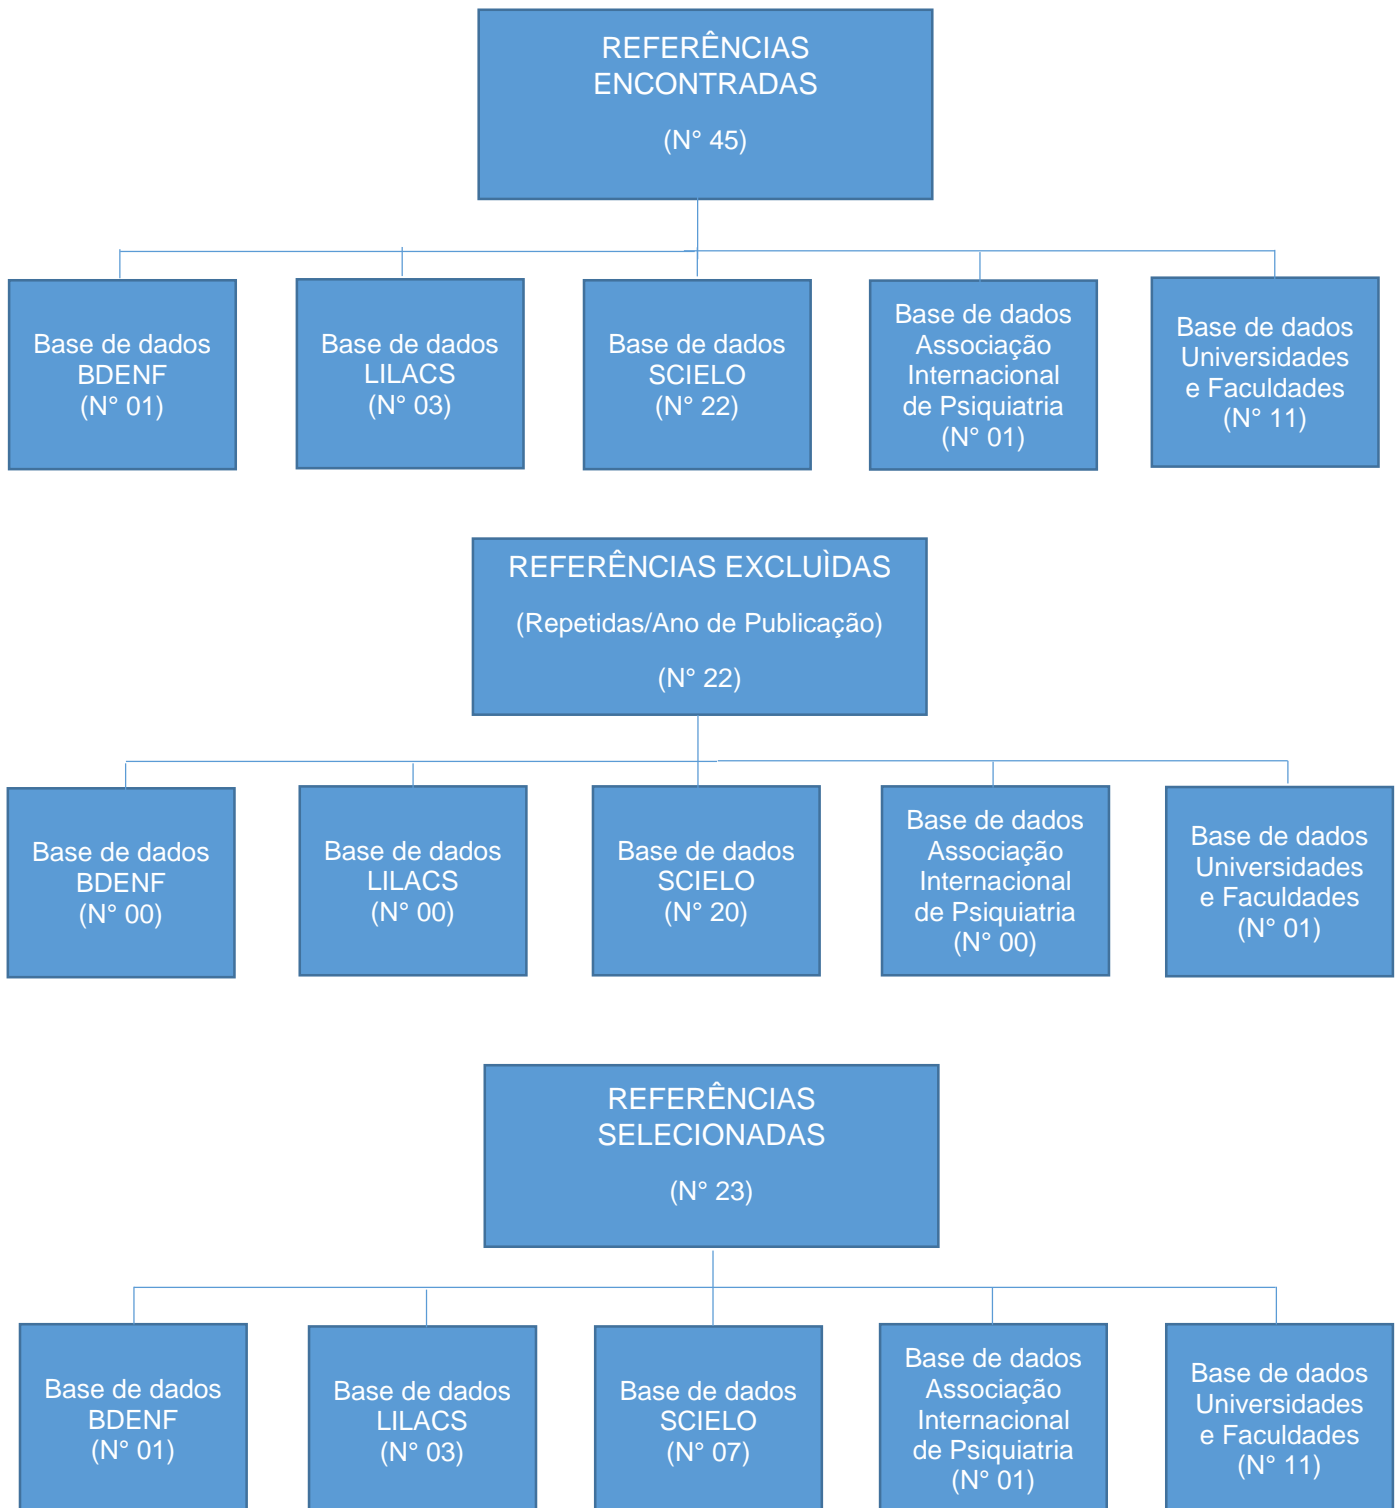 REFERÊNCIAS
ENCONTRADAS
(N° 45)
Base de dados
BDENF
(N° 01)
Base de dados
LILACS
(N° 03)
Base de dados
SCIELO
(N° 22)
Base de dados
Associação
Internacional
de Psiquiatria
(N° 01)
Base de dados
Universidades
e Faculdades
(N° 11)
REFERÊNCIAS EXCLUÌDAS
(Repetidas/Ano de Publicação)
(N° 22)
Base de dados
BDENF
(N° 00)
Base de dados
LILACS
(N° 00)
Base de dados
SCIELO
(N° 20)
Base de dados
Associação
Internacional
de Psiquiatria
(N° 00)
Base de dados
Universidades
e Faculdades
(N° 01)
REFERÊNCIAS
SELECIONADAS
(N° 23)
Base de dados
BDENF
(N° 01)
Base de dados
LILACS
(N° 03)
Base de dados
SCIELO
(N° 07)
Base de dados
Associação
Internacional
de Psiquiatria
(N° 01)
Base de dados
Universidades
e Faculdades
(N° 11)